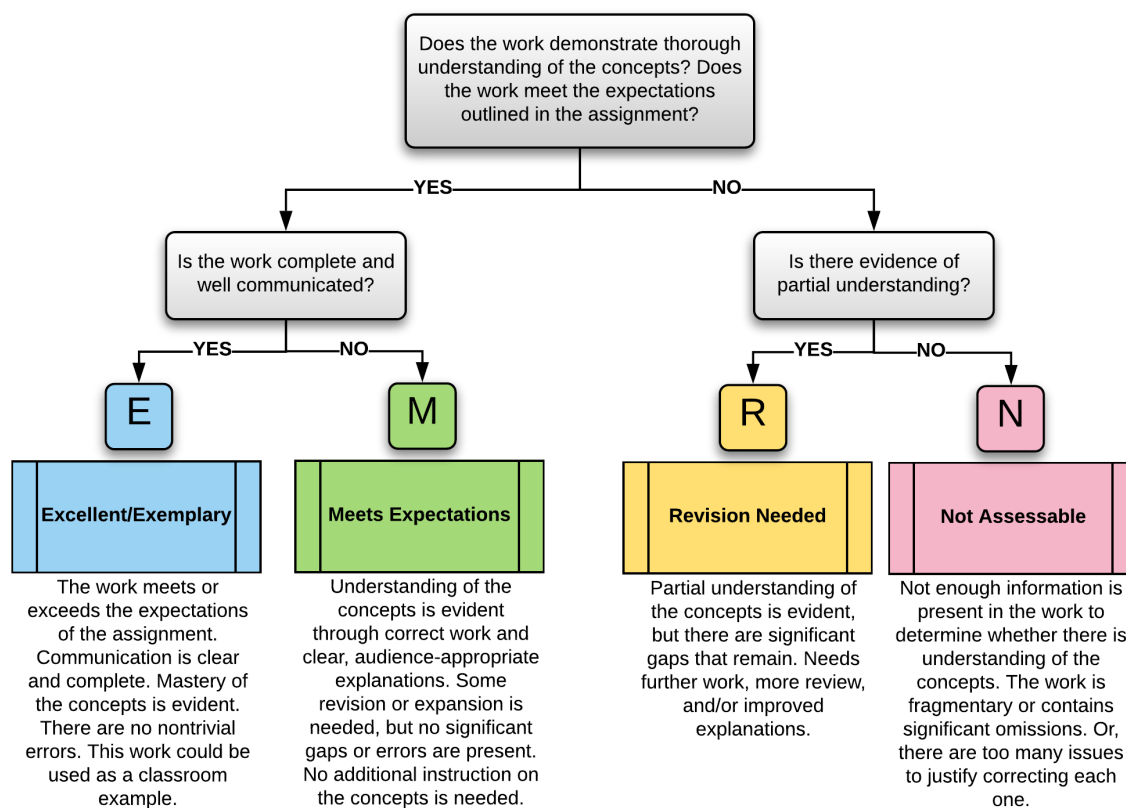 Does the work demonstrate thorough
understanding of the concepts? Does
the work meet the expectations
outlined in the assignment?
YES
NO
Is the work complete and
well communicated?
Is there evidence of
partial understanding?
YES
NO
YES
NO
E
M
R
N
Excellent/Exemplary
Meets Expectations
Revision Needed
Not Assessable
The work meets or
exceeds the expectations
of the assignment.
Communication is clear
and complete. Mastery of
the concepts is evident.
There are no nontrivial
errors. This work could be
used as a classroom
example.
Understanding of the
concepts is evident
through correct work and
clear, audience-appropriate
explanations. Some
revision or expansion is
needed, but no significant
gaps or errors are present.
No additional instruction on
the concepts is needed.
Partial understanding of
the concepts is evident,
but there are significant
gaps that remain. Needs
further work, more review,
and/or improved
explanations.
Not enough information is
present in the work to
determine whether there is
understanding of the
concepts. The work is
fragmentary or contains
significant omissions. Or,
there are too many issues
to justify correcting each
one.